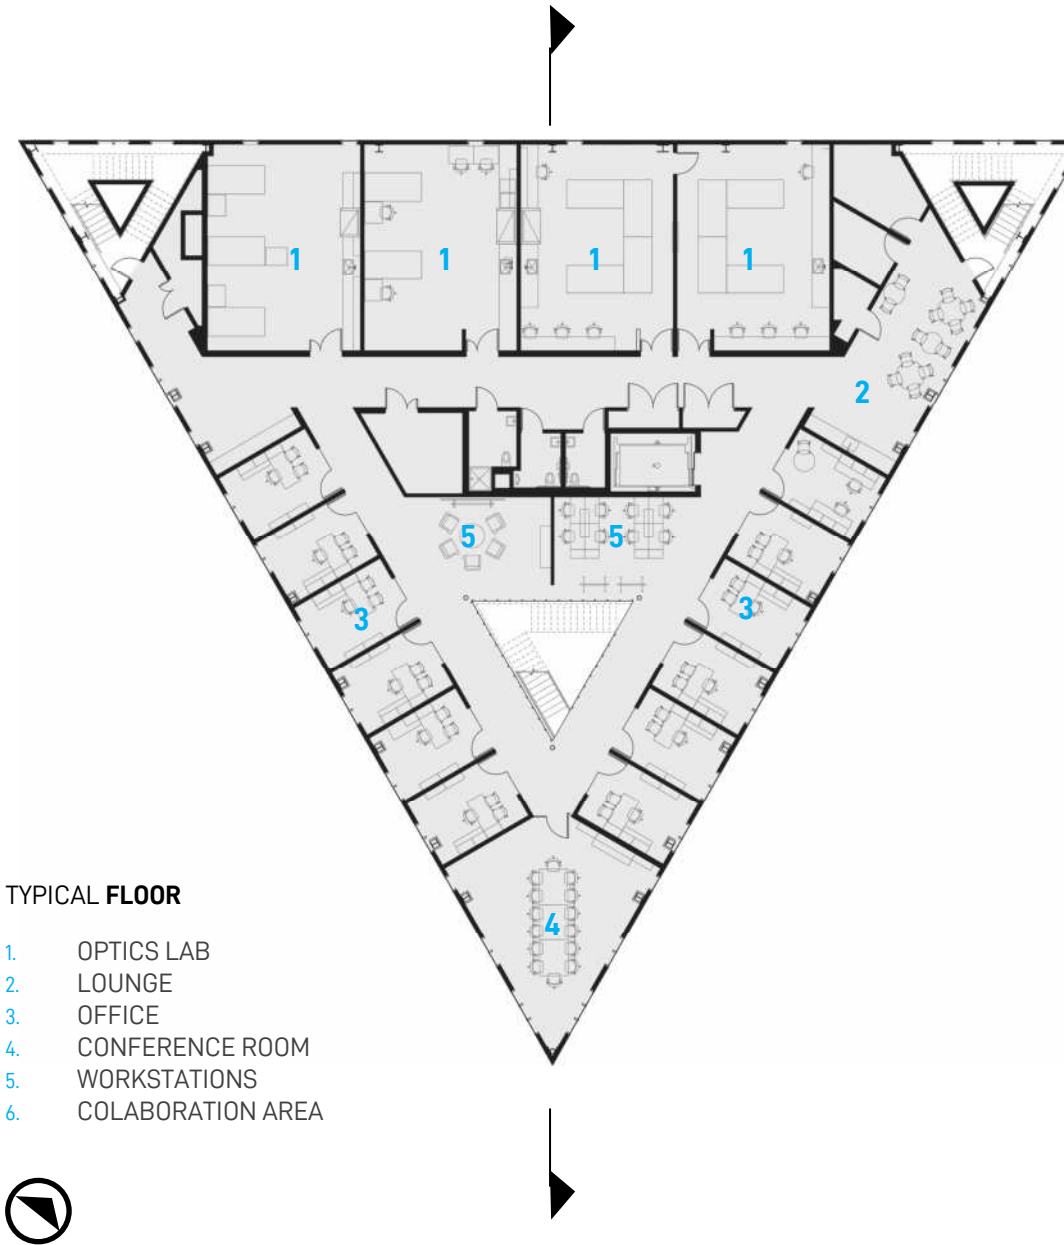 1 1 1 1
2
5 5
3 3
4
TYPICAL FLOOR
1. OPTICS LAB
2. LOUNGE
3. OFFICE
4. CONFERENCE ROOM
5. WORKSTATIONS
6. COLABORATION AREA